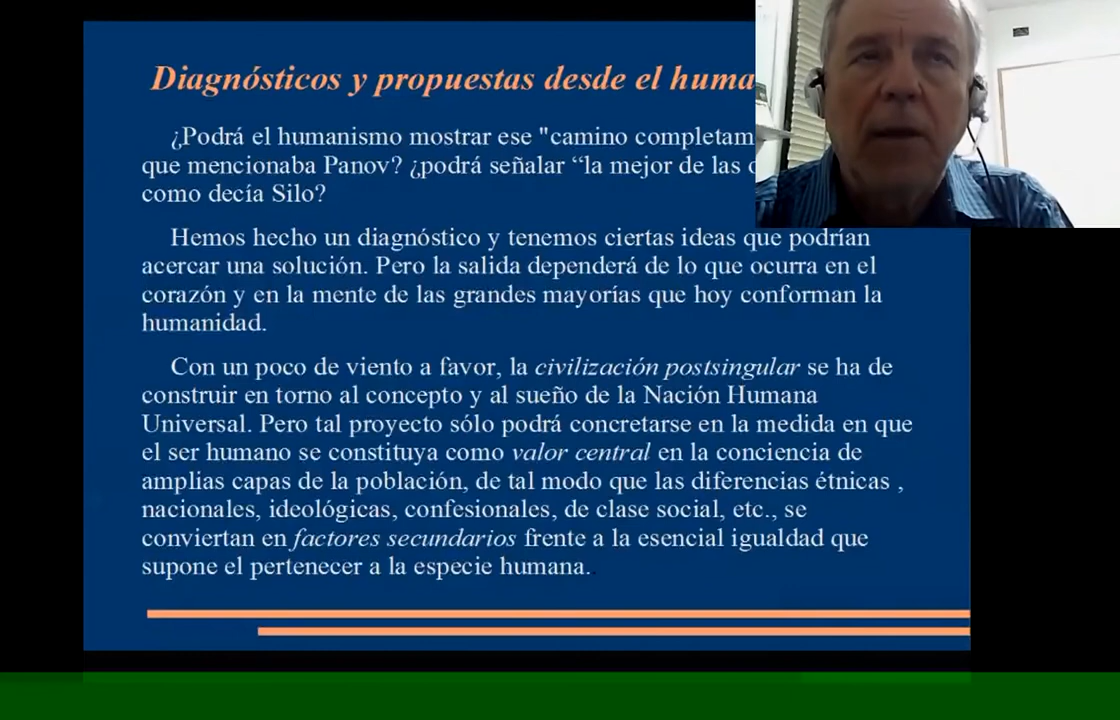 Diagnósticos y propuestas desde el huma
¿Podrá el humanismo mostrar ese "camino completam
que mencionaba Panov? ¿podrá señalar “la mejor de las
como decía Silo?
Hemos hecho un diagnóstico y tenemos ciertas ideas que podrían
acercar una solución. Pero la salida dependerá de lo que ocurra en el
corazón y en la mente de las grandes mayorías que hoy conforman la
humanidad.
Con un poco de viento a favor, la civilización postsingular se ha de
construir en torno al concepto y al sueño de la Nación Humana
Universal. Pero tal proyecto sólo podrá concretarse en la medida en que
el ser humano se constituya como valor central en la conciencia de
amplias capas de la población, de tal modo que las diferencias étnicas ,
nacionales, ideológicas, confesionales, de clase social, etc., se
conviertan en factores secundarios frente a la esencial igualdad que
supone el pertenecer a la especie humana.